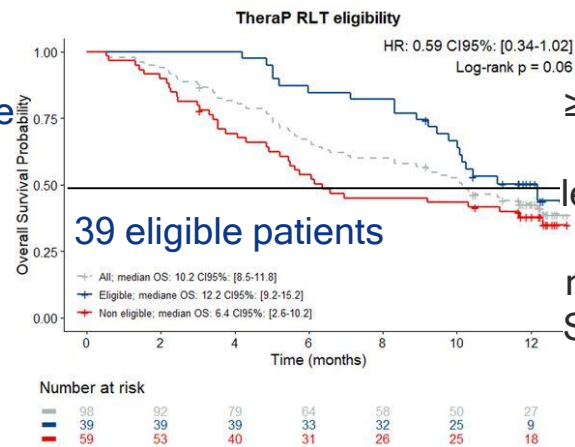 TheraP RLT eligibility
HR: 0.59 CI95%: [0.34-1.02]
Log-rank p = 0.06
Overall Survival Probability
1.00
0.75
0.50
0.25
0.00
e
≥
le
39 eligible patients
All; median OS: 10.2 CI95%: [8.5-11.8]
Eligible; mediane OS: 12.2 CI95%: [9.2-15.2]
Non eligible; median OS: 6.4 CI95%: [2.6-10.2]
0 2 4 6 8 10 12
Time (months)
Number at risk
98 92 79 64 58 50 27
39 39 39 33 32 25 9
59 53 40 31 26 25 18